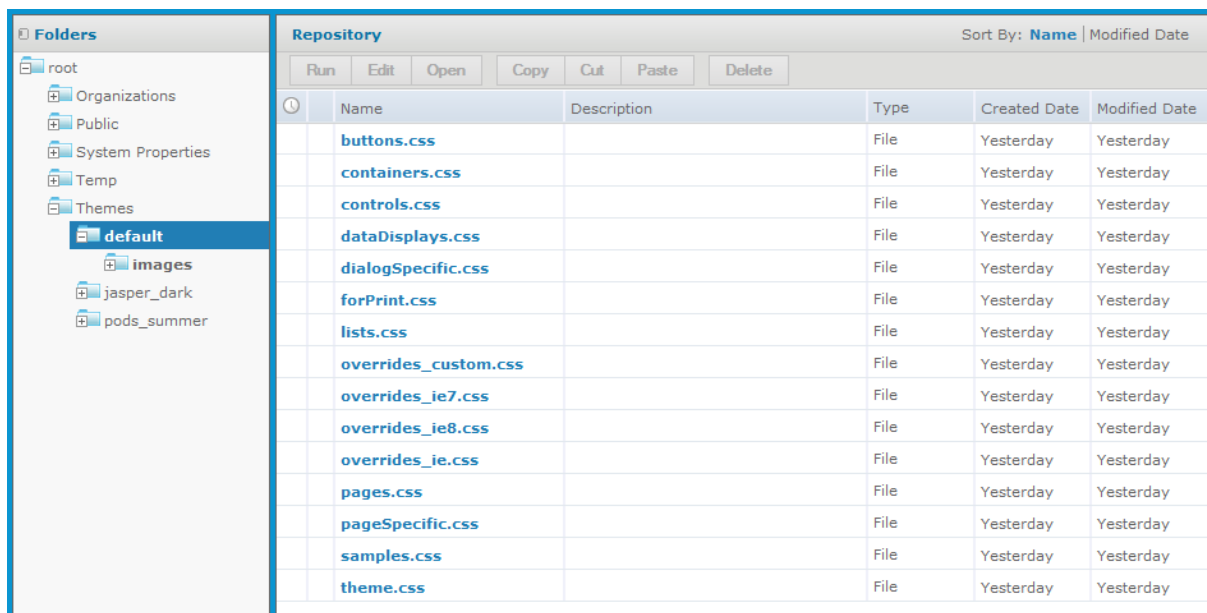 Folders
root
Organizations
Public
System Properties
Temp
Themes
default
images
jasper_dark
pods_summer
Repository
Sort By: Name | Modified Date
Run Edit Open Copy Cut Paste Delete
Name Description Type Created Date Modified Date
buttons.css File Yesterday Yesterday
containers.css File Yesterday Yesterday
controls.css File Yesterday Yesterday
dataDisplays.css File Yesterday Yesterday
dialogSpecific.css File Yesterday Yesterday
forPrint.css File Yesterday Yesterday
lists.css File Yesterday Yesterday
overrides_custom.css File Yesterday Yesterday
overrides_ie7.css File Yesterday Yesterday
overrides_ie8.css File Yesterday Yesterday
overrides_ie.css File Yesterday Yesterday
pages.css File Yesterday Yesterday
pageSpecific.css File Yesterday Yesterday
samples.css File Yesterday Yesterday
theme.css File Yesterday Yesterday